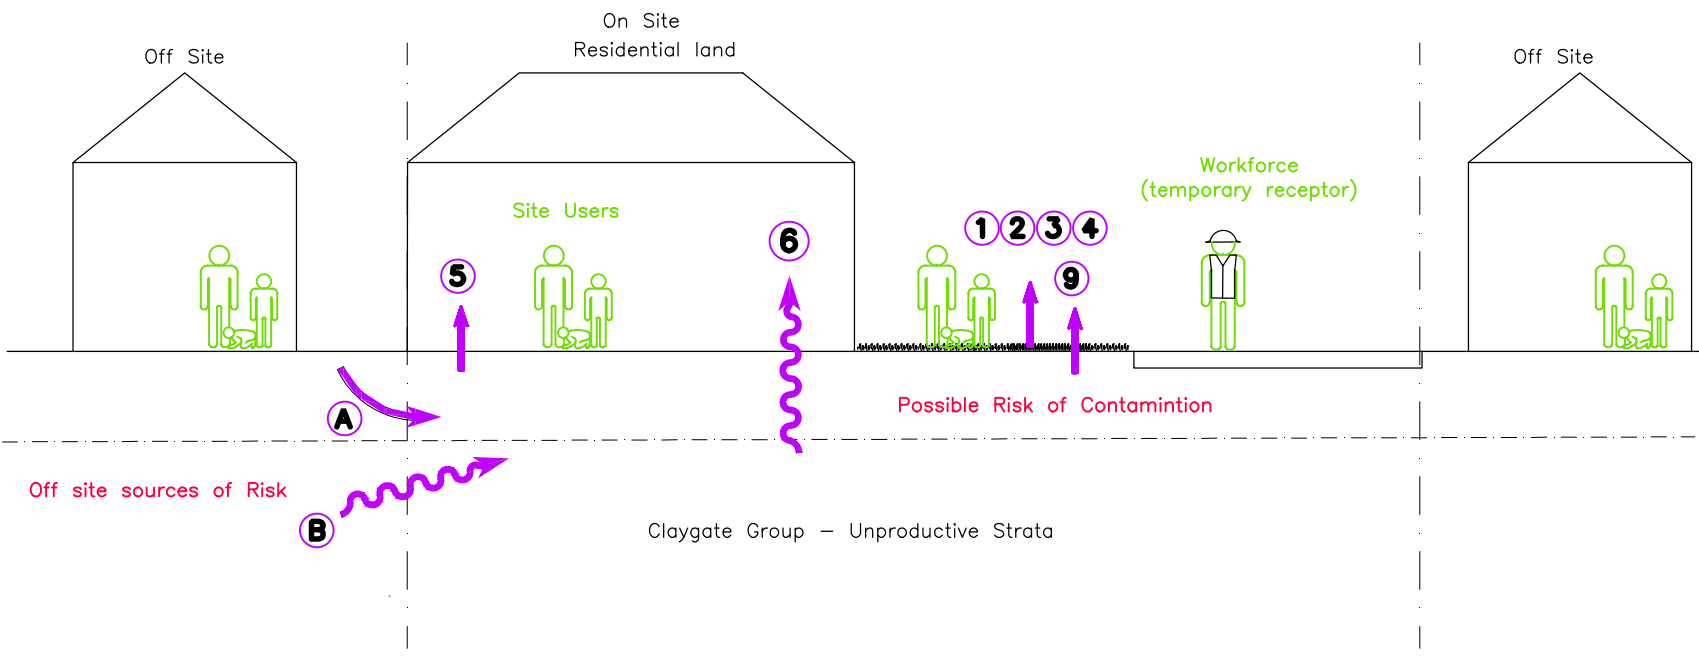 On Site
Residential land
Off Site
Off Site
Workforce
(temporary receptor)
Site Users
1 2 3 4
6
5
9
A
Possible Risk of Contamintion
Off site sources of Risk
B
Claygate Group - Unproductive Strata